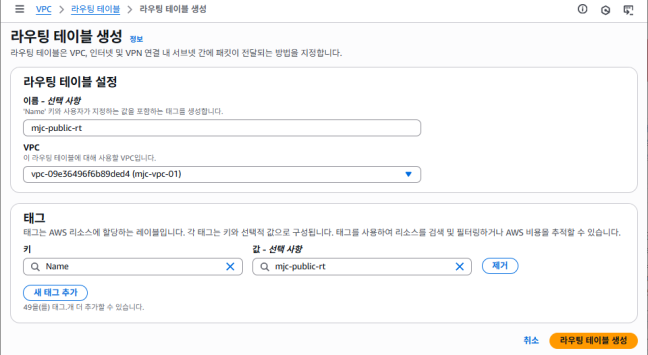 VPC > 라우팅 테이블 > 라우팅 테이블 생성
라우팅 테이블 생성 정보
라우팅 테이블은 VPC, 인터넷 및 VPN 연결 내 서브넷 간에 패킷이 전달되는 방법을 지정합니다.
라우팅 테이블 설정
이름 - 선택 사항
'Name' 키와 사용자가 지정하는 값을 포함하는 태그를 생성합니다.
mjc-public-rt
VPC
이 라우팅 테이블에 대해 사용할 VPC입니다.
vpc-09e36496f6b89ded4 (mjc-vpc-01)
태그
태그는 AWS 리소스에 할당하는 레이블입니다. 각 태그는 키와 선택적 값으로 구성됩니다. 태그를 사용하여 리소스를 검색 및 필터링하거나 AWS 비용을 추적할 수 있습니다.
키 값 - 선택 사항
Name mjc-public-rt 제거
새 태그 추가
49을(를) 태그.개 더 추가할 수 있습니다.
취소 라우팅 테이블 생성